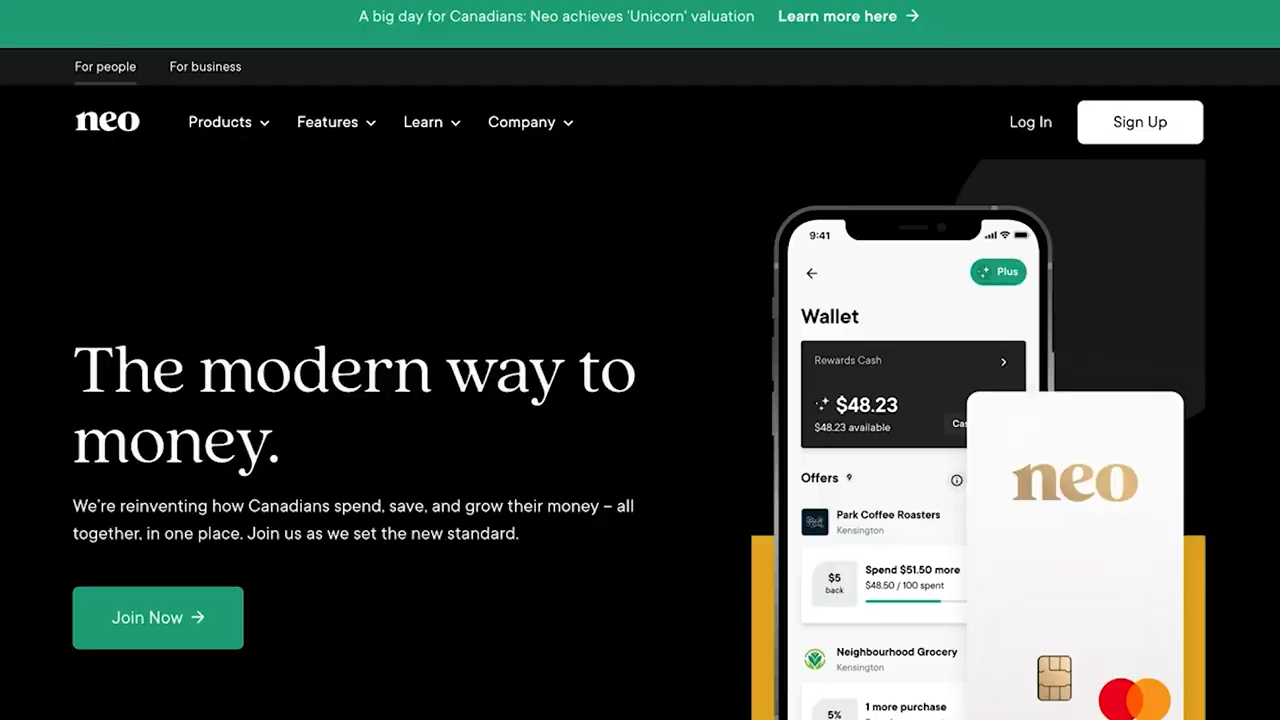 A big day for Canadians: Neo achieves 'Unicorn' valuation Learn more here →
For people For business
neo Products Features Learn Company Log In Sign Up
The modern way to
money.
We're reinventing how Canadians spend, save, and grow their money – all
together, in one place. Join us as we set the new standard.
Join Now →
9:41
Plus
Wallet
Rewards Cash
$48.23
$48.23 available
Offers 9
Park Coffee Roasters
Kensington
$5
back
Spend $51.50 more
$48.50 / 100 spent
Neighbourhood Grocery
Kensington
5%
1 more purchase
neo